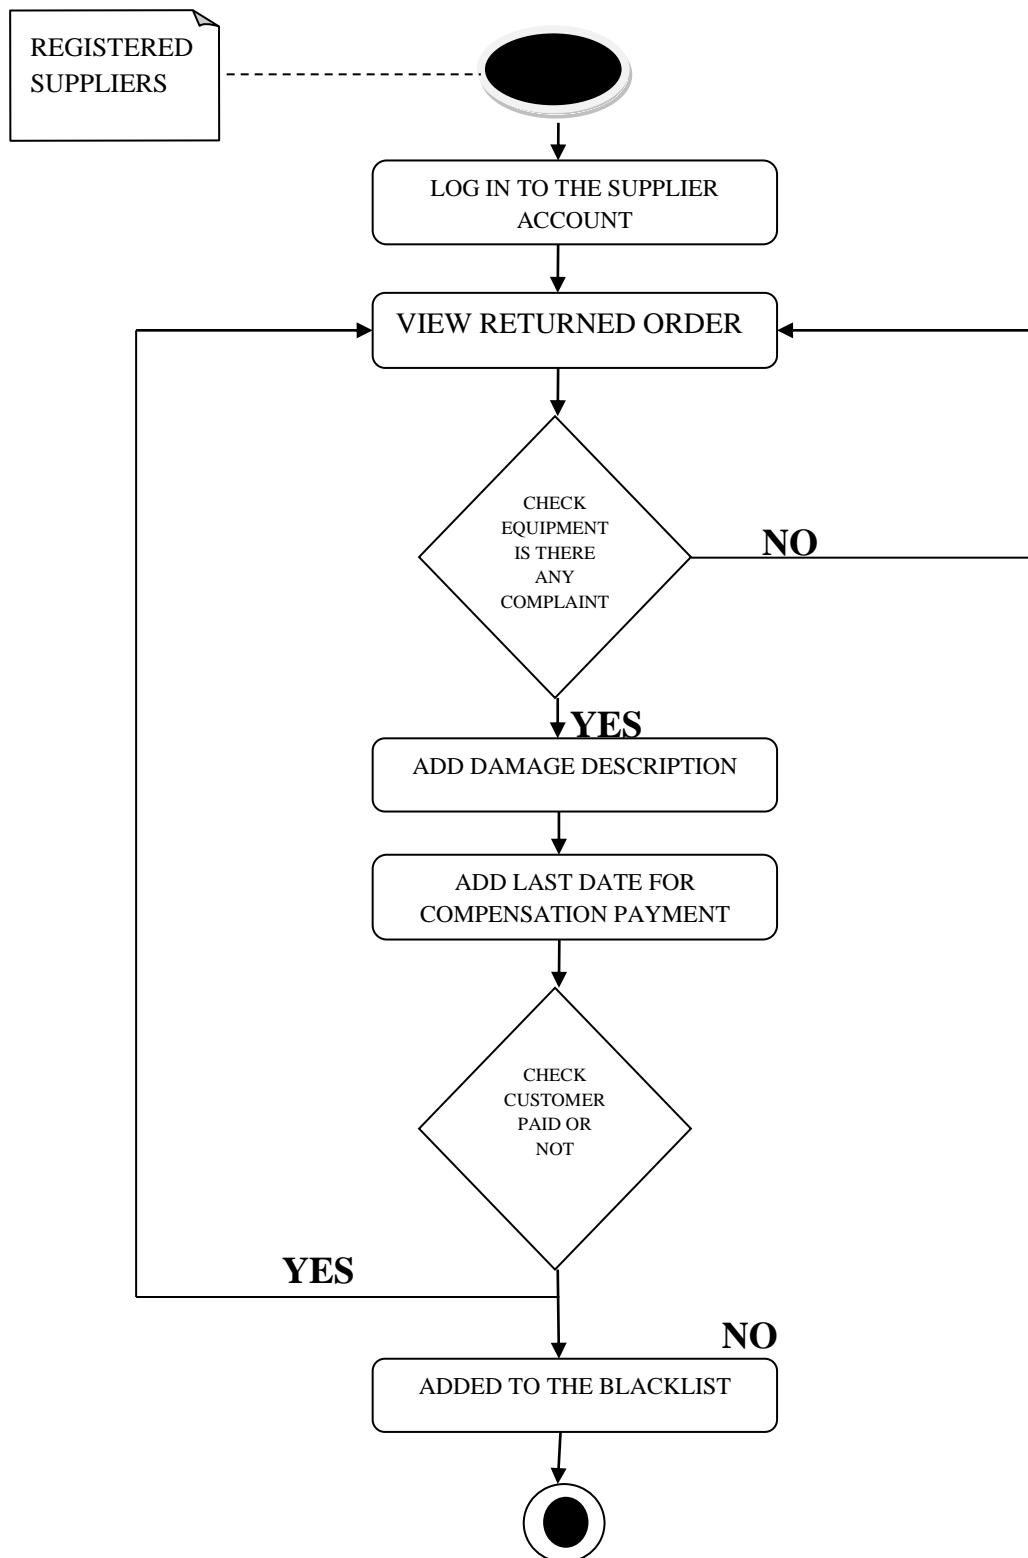 REGISTERED
SUPPLIERS
LOG IN TO THE SUPPLIER
ACCOUNT
VIEW RETURNED ORDER
CHECK
EQUIPMENT
IS THERE
ANY
COMPLAINT
NO
YES
ADD DAMAGE DESCRIPTION
ADD LAST DATE FOR
COMPENSATION PAYMENT
CHECK
CUSTOMER
PAID OR
NOT
YES
NO
ADDED TO THE BLACKLIST